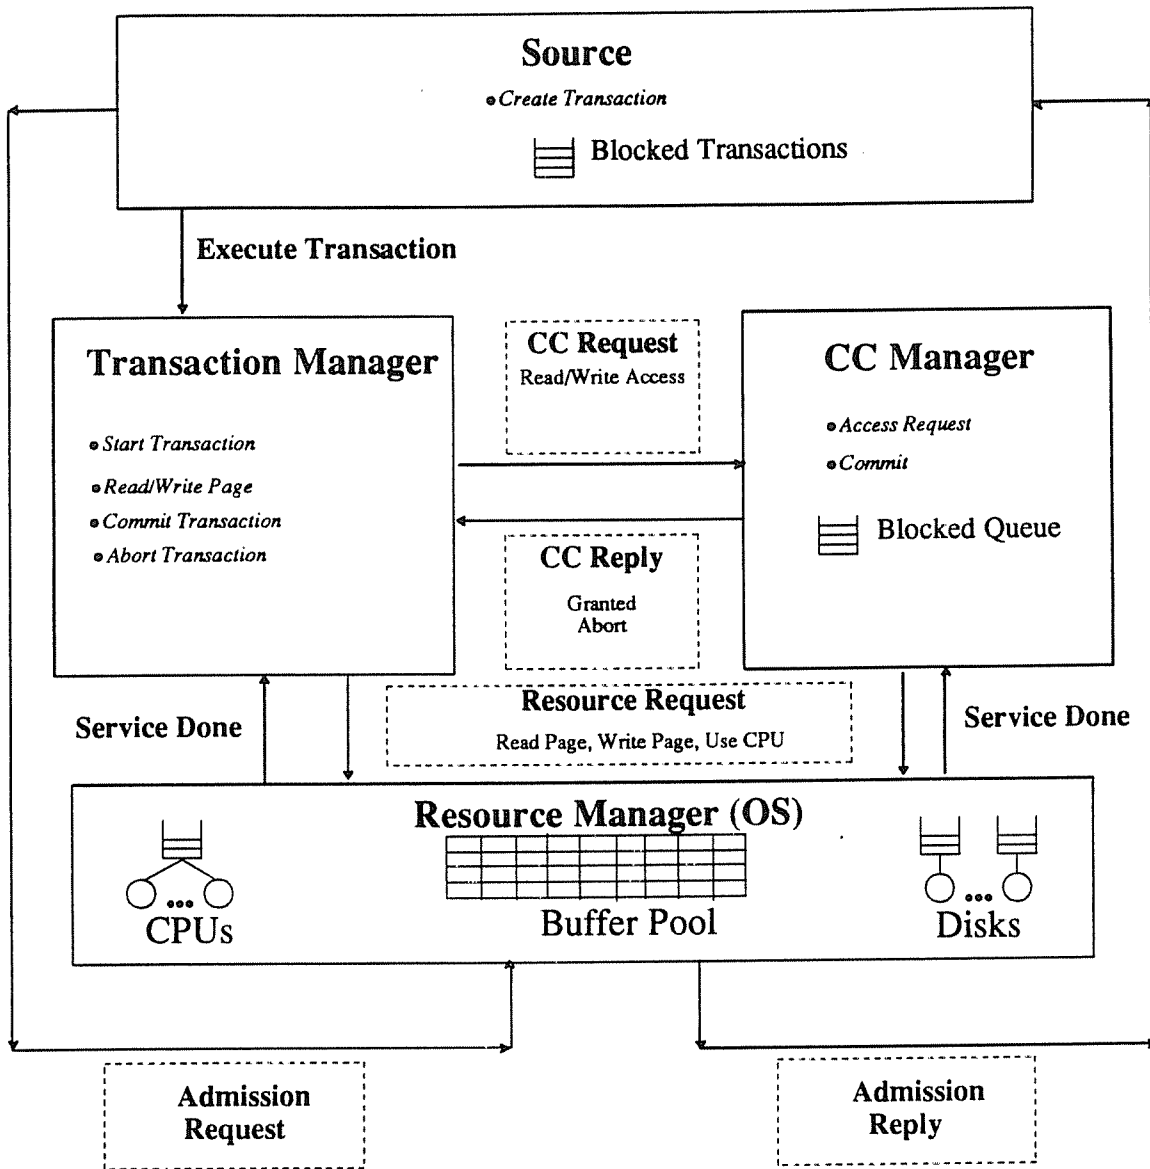 Source
Create Transaction
Blocked Transactions
Execute Transaction
Transaction Manager
Start Transaction
Read/Write Page
Commit Transaction
Abort Transaction
CC Request
Read/Write Access
CC Manager
Access Request
Commit
Blocked Queue
CC Reply
Granted
Abort
Service Done
Resource Request
Read Page, Write Page, Use CPU
Service Done
Resource Manager (OS)
CPUs
Buffer Pool
Disks
Admission
Request
Admission
Reply